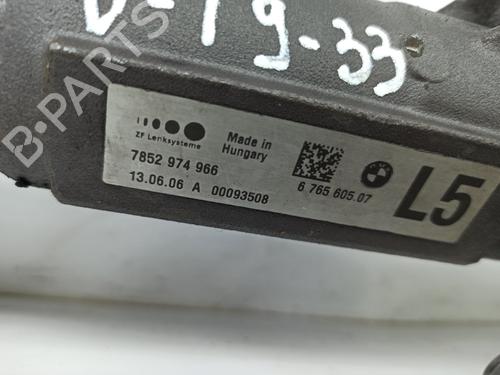 D-19-33
B-PARTS
ZF Lenksysteme
Made in
Hungary
7852 974 966
13.06.06 A 00093508
6 765 605.07
L5